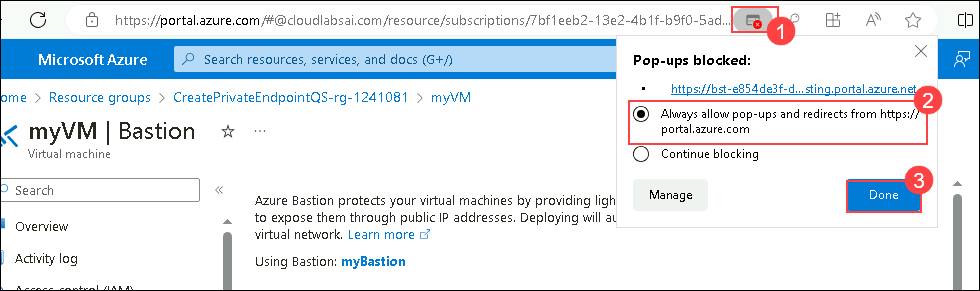 https://portal.azure.com/#@cloudlabsai.com/resource/subscriptions/7bf1eeb2-13e2-4b1f-b9f0-5ad...
1
Microsoft Azure
Search resources, services, and docs (G+/)
Pop-ups blocked:
https://bst-e854de3f-d...sting.portal.azure.net
2
Always allow pop-ups and redirects from https://
portal.azure.com
Continue blocking
Manage
Done
3
ome > Resource groups > CreatePrivateEndpointQS-rg-1241081 > myVM
myVM | Bastion
Virtual machine
Search
Overview
Activity log
Access control (IAM)
Azure Bastion protects your virtual machines by providing ligh
to expose them through public IP addresses. Deploying will au
virtual network. Learn more
Using Bastion: myBastion